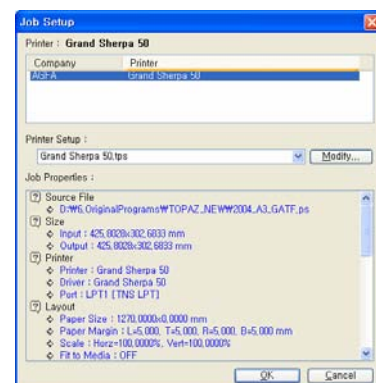 Job Setup
Printer : Grand Sherpa 50
Company Printer
AGFA Grand Sherpa 50
Printer Setup :
Grand Sherpa 50.tps Modify...
Job Properties :
[?] Source File
D:₩6.OriginalPrograms₩TOPAZ_NEW₩2004_A3_GATF.ps
[?] Size
Input : 425.8028x302.6833 mm
Output : 425.8028x302.6833 mm
[?] Printer
Printer : Grand Sherpa 50
Driver : Grand Sherpa 50
Port : LPT1 [TNS LPT]
[?] Layout
Paper Size : 1270.0000x0.0000 mm
Paper Margin : L=5.000, T=5.000, R=5.000, B=5.000 mm
Scale : Horz=100.0000%, Vert=100.0000%
Fit to Media : OFF
OK Cancel